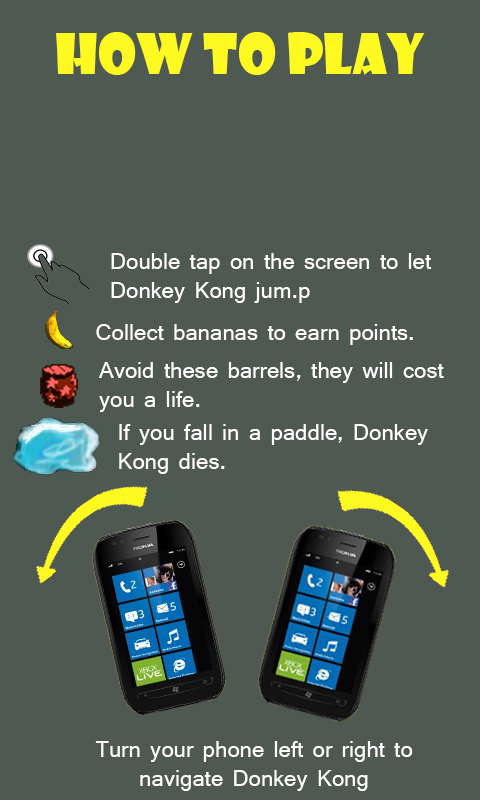 HOW TO PLAY
Double tap on the screen to let
Donkey Kong jum.p
Collect bananas to earn points.
Avoid these barrels, they will cost
you a life.
If you fall in a paddle, Donkey
Kong dies.
NOKIA
NOKIA
2
2
3
5
3
5
XBOX
LIVE
XBOX
LIVE
Turn your phone left or right to
navigate Donkey Kong